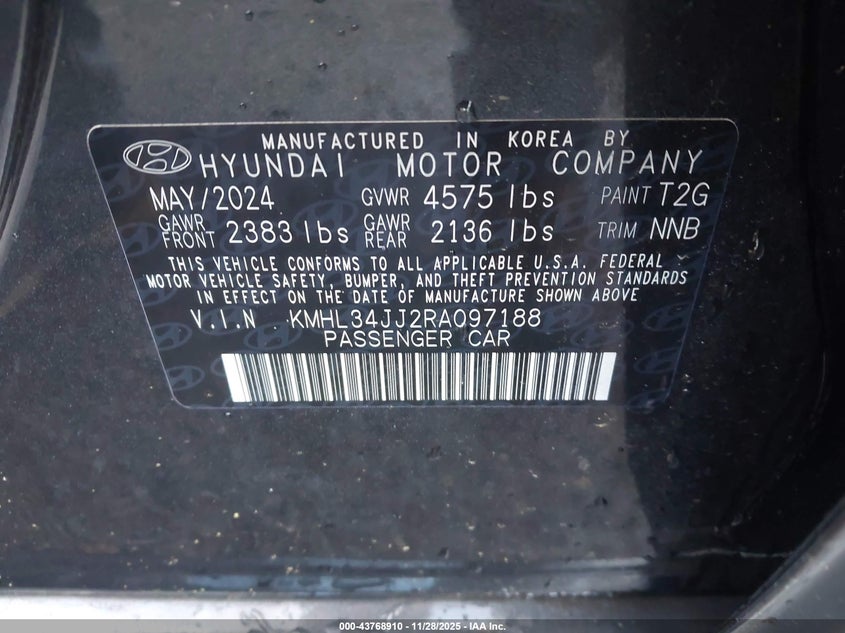 MANUFACTURED IN KOREA BY
HYUNDAI MOTOR COMPANY
MAY/2024 GVWR 4575 lbs PAINT T2G
GAWR FRONT 2383 lbs GAWR REAR 2136 lbs TRIM NNB
THIS VEHICLE CONFORMS TO ALL APPLICABLE U.S.A. FEDERAL
MOTOR VEHICLE SAFETY, BUMPER, AND THEFT PREVENTION STANDARDS
IN EFFECT ON THE DATE OF MANUFACTURE SHOWN ABOVE
V.I.N KMHL34JJ2RA097188
PASSENGER CAR
000-43768910 - 11/28/2025 - IAA Inc.